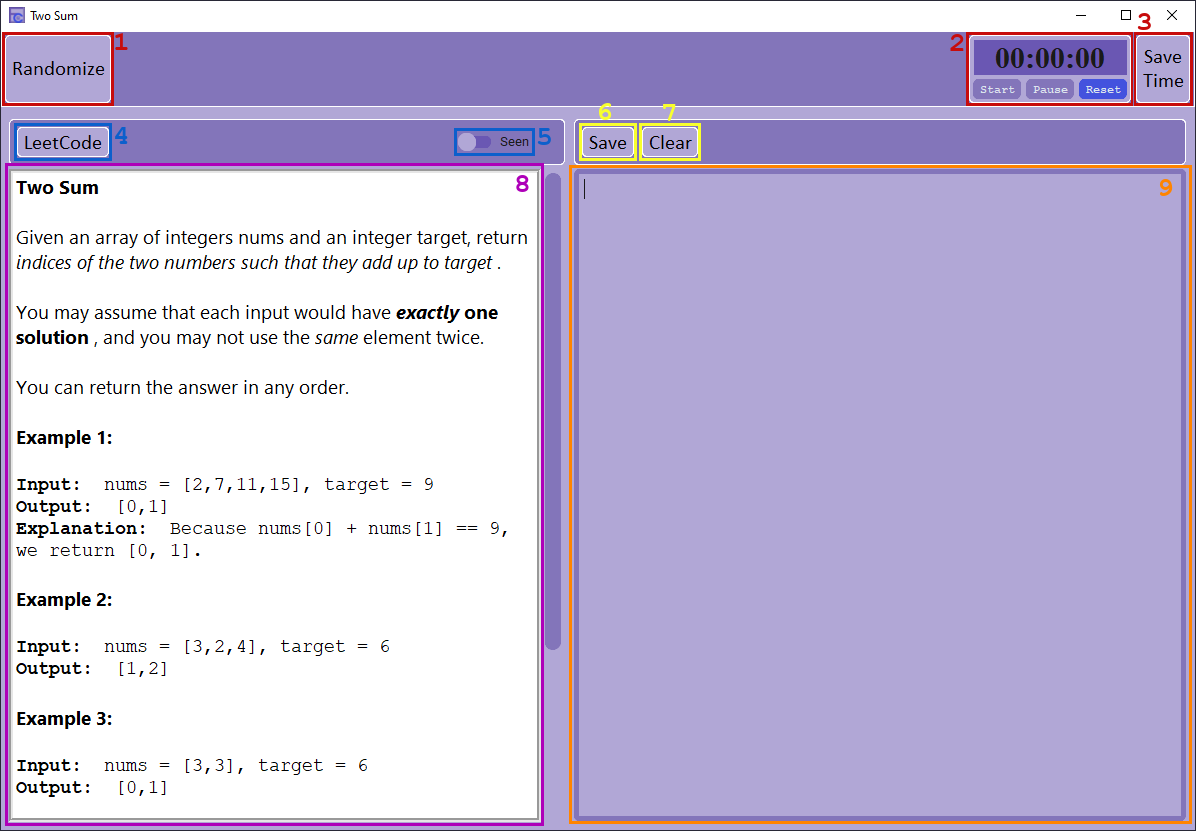 TC Two Sum
1 2 3
Randomize
00:00:00
Start Pause Reset
Save
Time
LeetCode 4
Seen 5
6 7
Save Clear
8
9
Two Sum
Given an array of integers nums and an integer target, return
indices of the two numbers such that they add up to target .
You may assume that each input would have exactly one
solution , and you may not use the same element twice.
You can return the answer in any order.
Example 1:
Input:  nums = [2,7,11,15], target = 9
Output:  [0,1]
Explanation:  Because nums[0] + nums[1] == 9,
we return [0, 1].
Example 2:
Input:  nums = [3,2,4], target = 6
Output:  [1,2]
Example 3:
Input:  nums = [3,3], target = 6
Output:  [0,1]